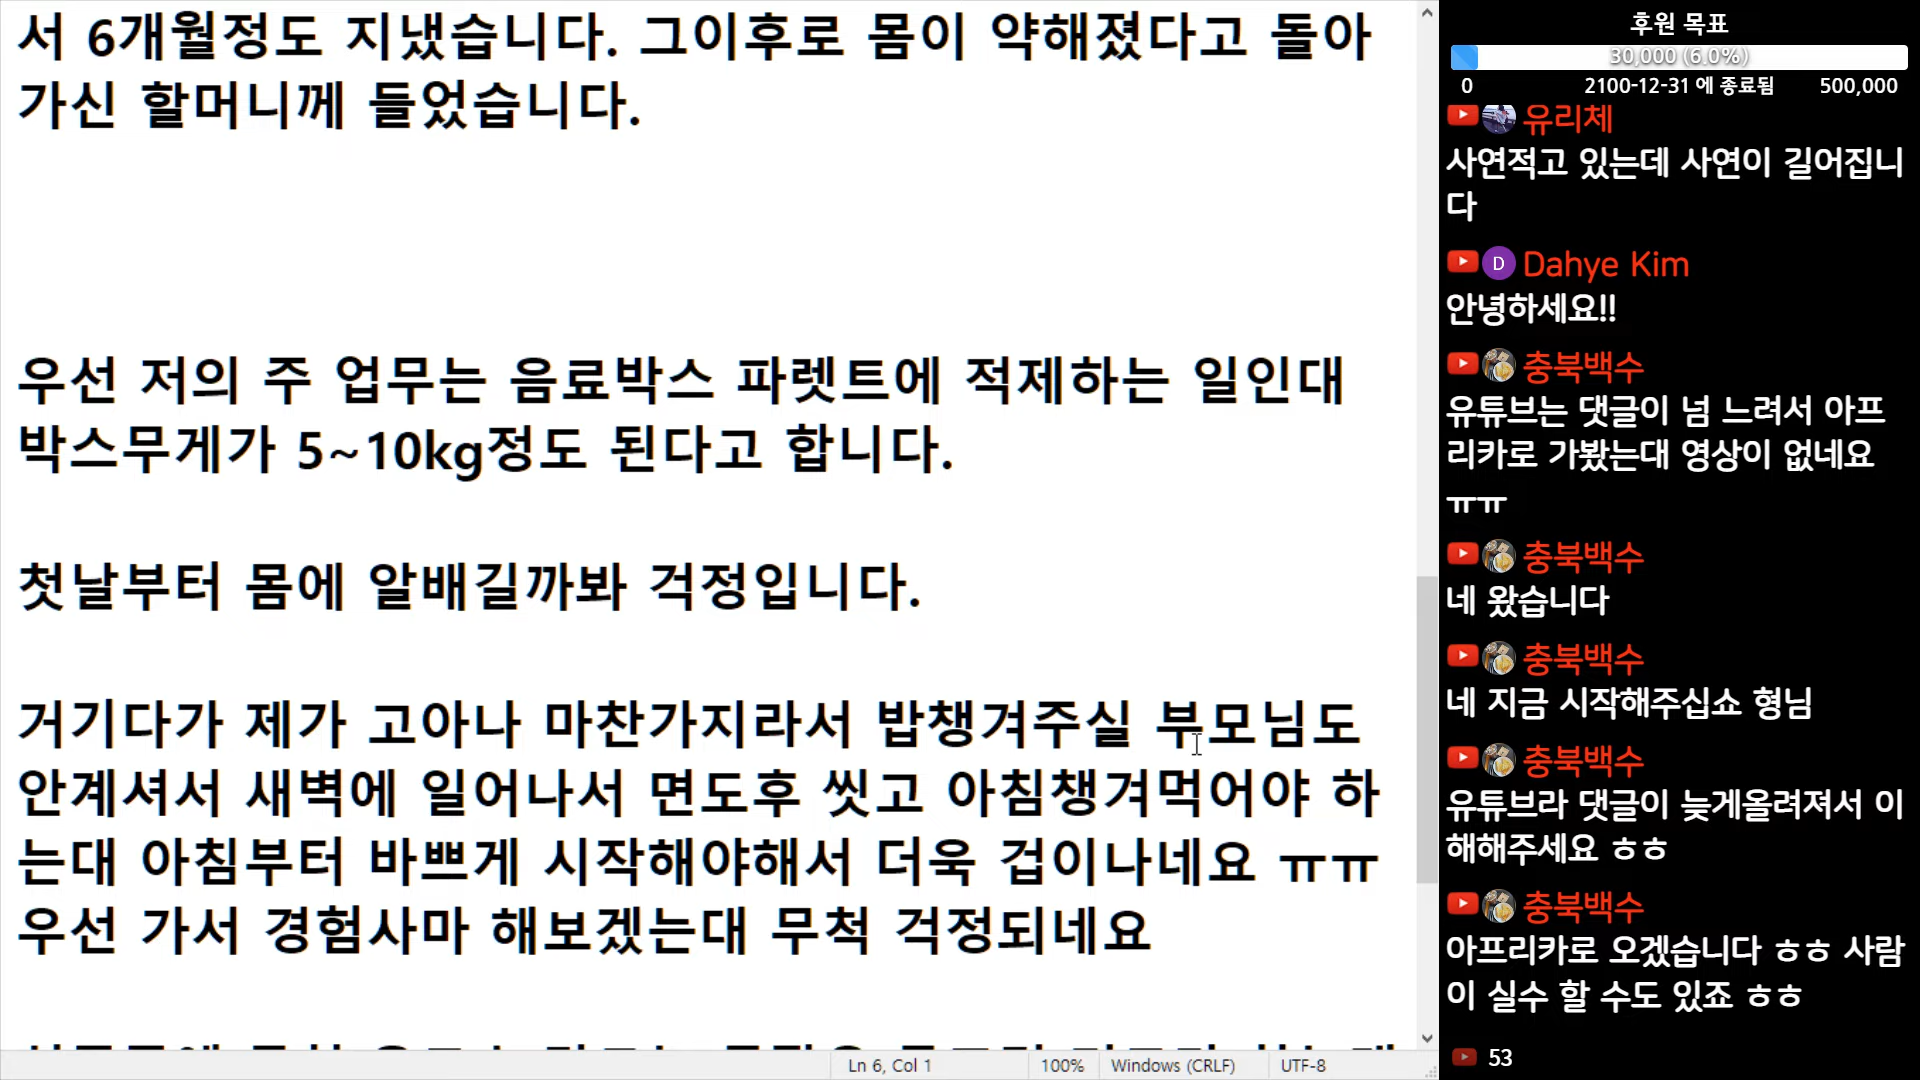 서 6개월정도 지냈습니다. 그이후로 몸이 약해졌다고 돌아
가신 할머니께 들었습니다.
우선 저의 주 업무는 음료박스 파렛트에 적제하는 일인대
박스무게가 5~10kg정도 된다고 합니다.
첫날부터 몸에 알배길까봐 걱정입니다.
거기다가 제가 고아나 마찬가지라서 밥챙겨주실 부모님도
안계셔서 새벽에 일어나서 면도후 씻고 아침챙겨먹어야 하
는대 아침부터 바쁘게 시작해야해서 더욱 겁이나네요 ㅠㅠ
우선 가서 경험사마 해보겠는대 무척 걱정되네요
Ln 6, Col 1
100%
Windows (CRLF)
UTF-8
후원 목표
30,000 (6.0%)
0 2100-12-31 에 종료됨 500,000
유리체
사연적고 있는데 사연이 길어집니
다
D Dahye Kim
안녕하세요!!
충북백수
유튜브는 댓글이 넘 느려서 아프
리카로 가봤는대 영상이 없네요
ㅠㅠ
충북백수
네 왔습니다
충북백수
네 지금 시작해주십쇼 형님
충북백수
유튜브라 댓글이 늦게올려져서 이
해해주세요 ㅎㅎ
충북백수
아프리카로 오겠습니다 ㅎㅎ 사람
이 실수 할 수도 있죠 ㅎㅎ
53